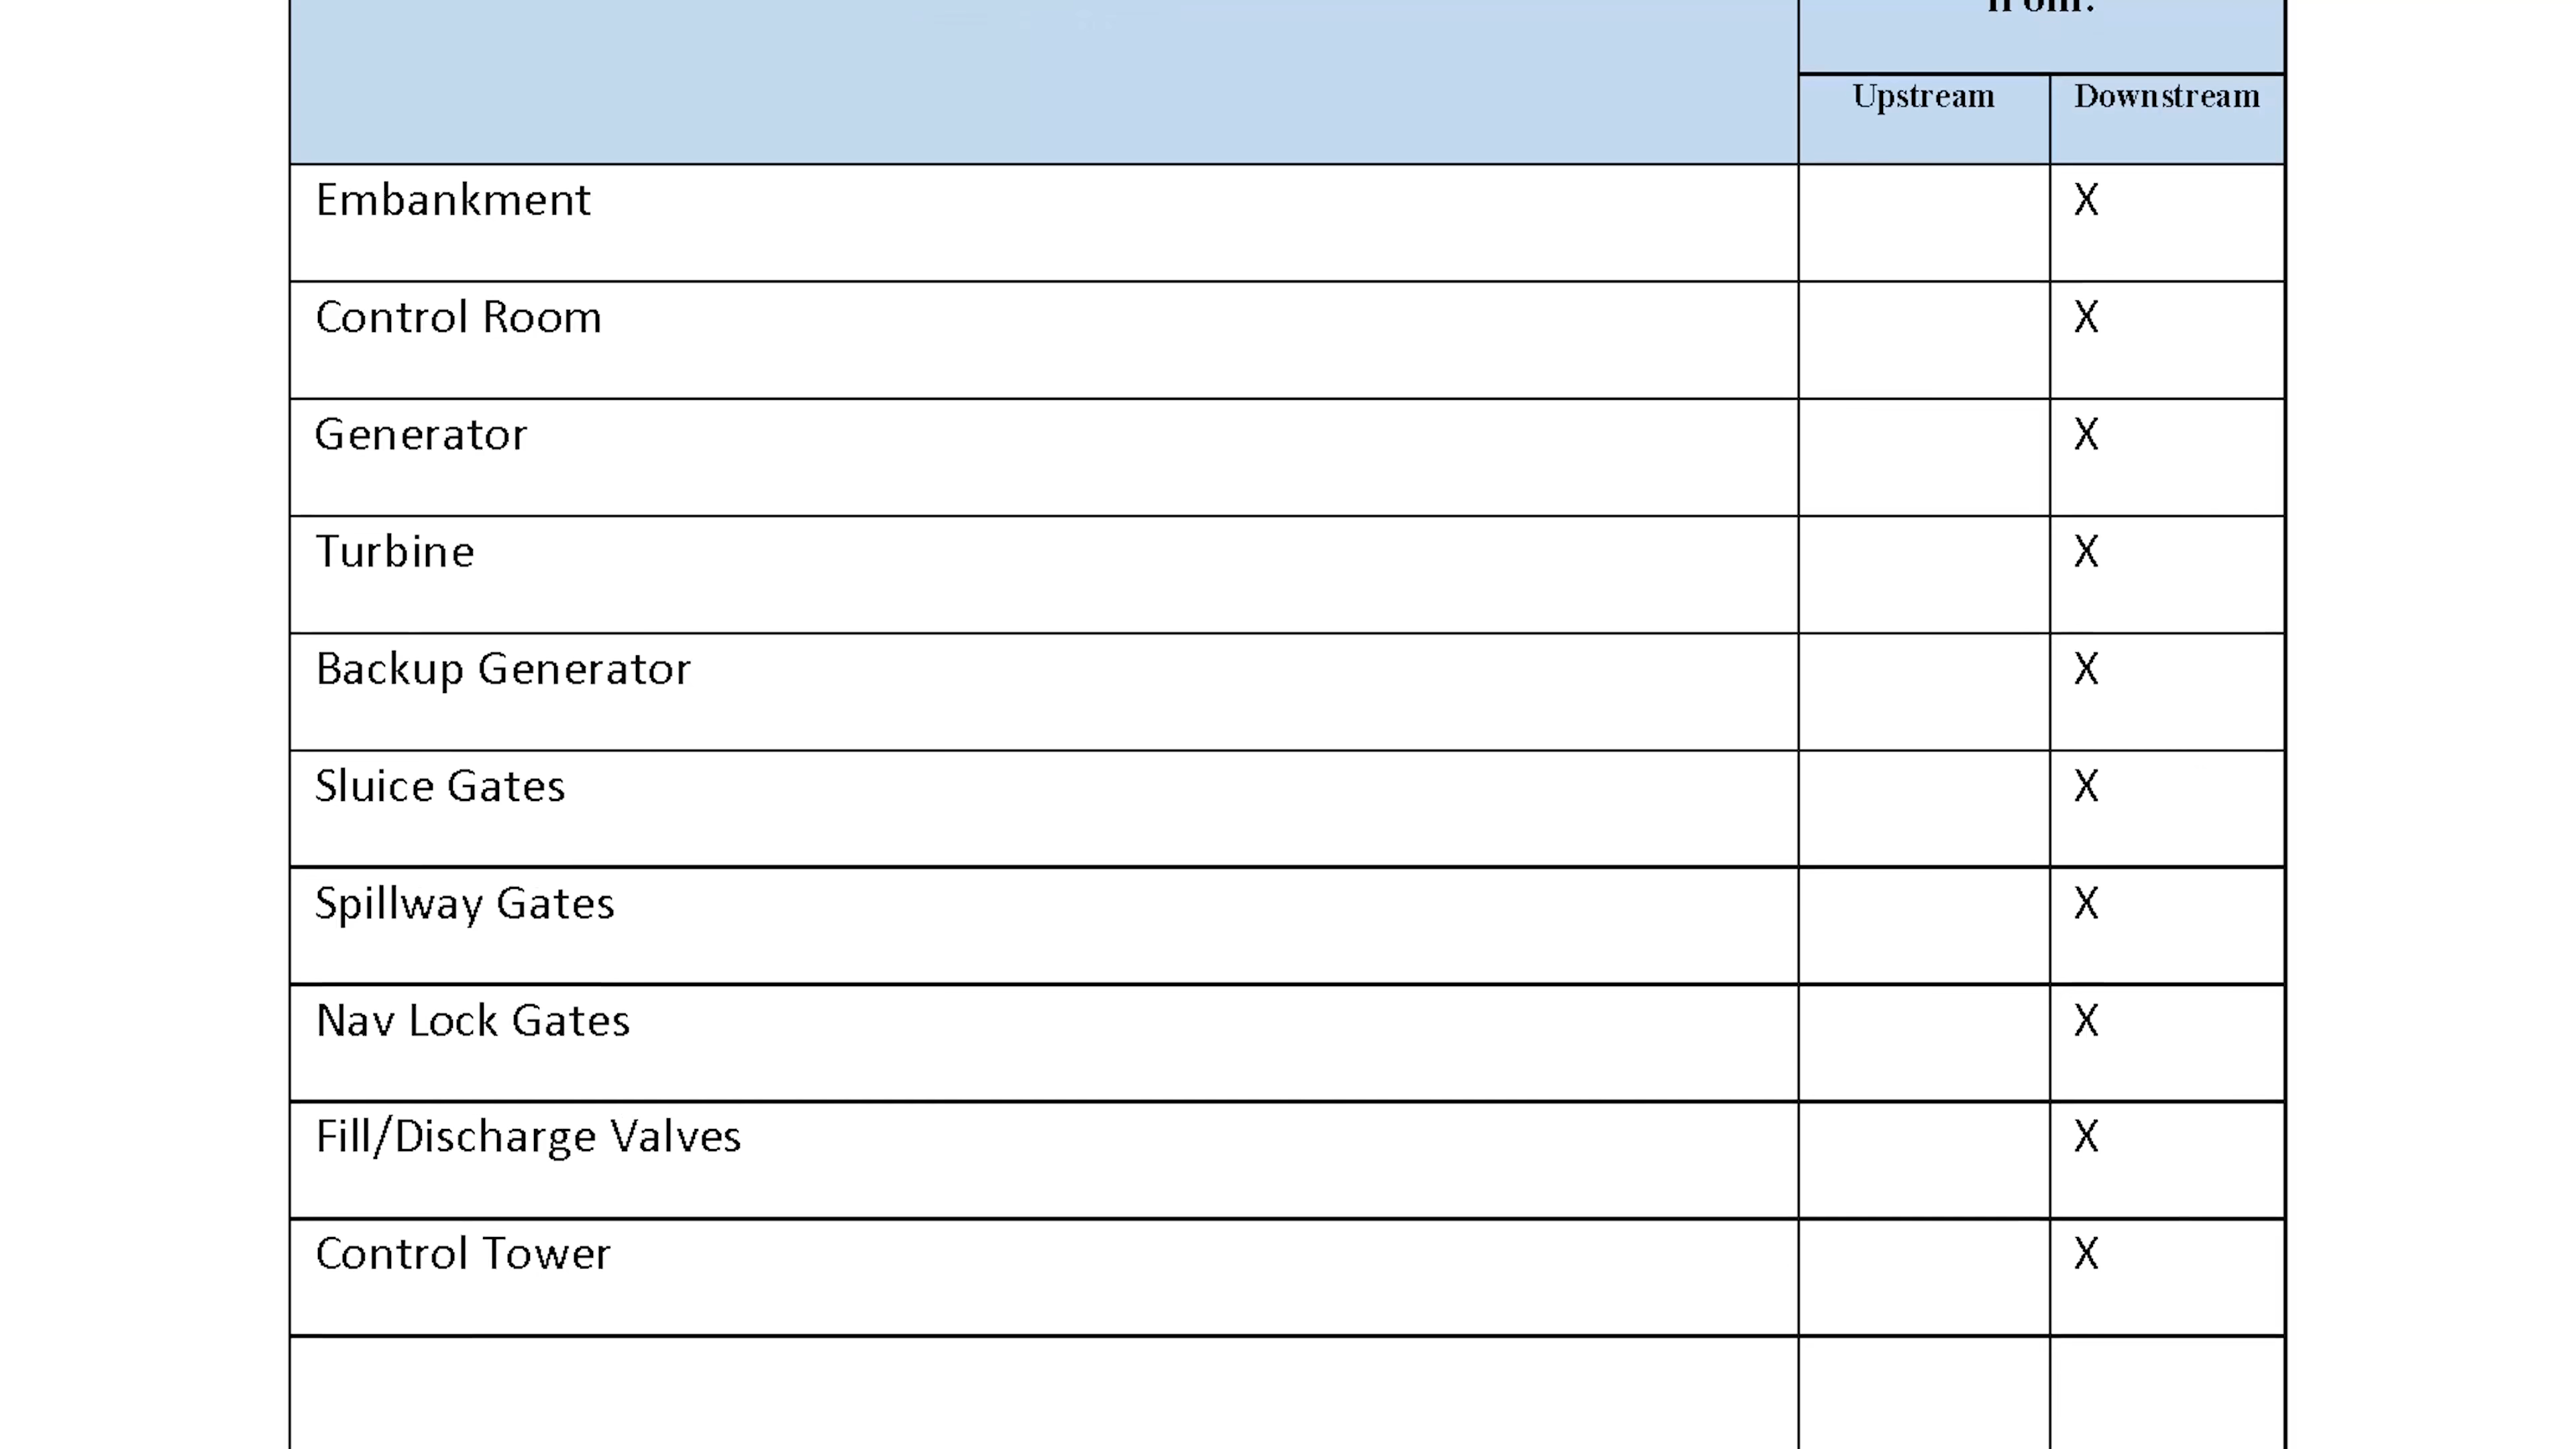 from:
Upstream Downstream
Embankment X
Control Room X
Generator X
Turbine X
Backup Generator X
Sluice Gates X
Spillway Gates X
Nav Lock Gates X
Fill/Discharge Valves X
Control Tower X